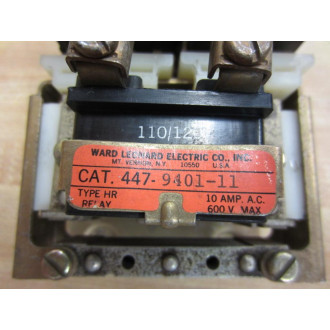 110/12
WARD LEONARD ELECTRIC CO., INC.
MT. VERNON, N.Y. 10550 U.S.A.
CAT. 447-9401-11
TYPE HR 10 AMP. A.C.
RELAY 600 V. MAX